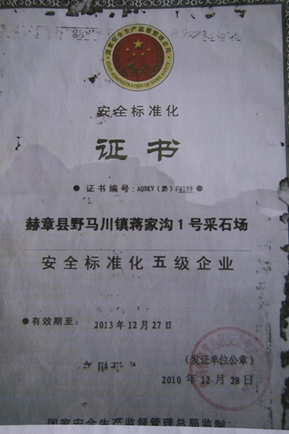 安全标准化
证书
证书编号:AQBKY(黔)
赫章县野马川镇蒋家沟1号采石场
安全标准化五级企业
有效期至: 2013年12月27日
(发证单位公章)
2010年12月28日
国家安全生产监督管理总局监制